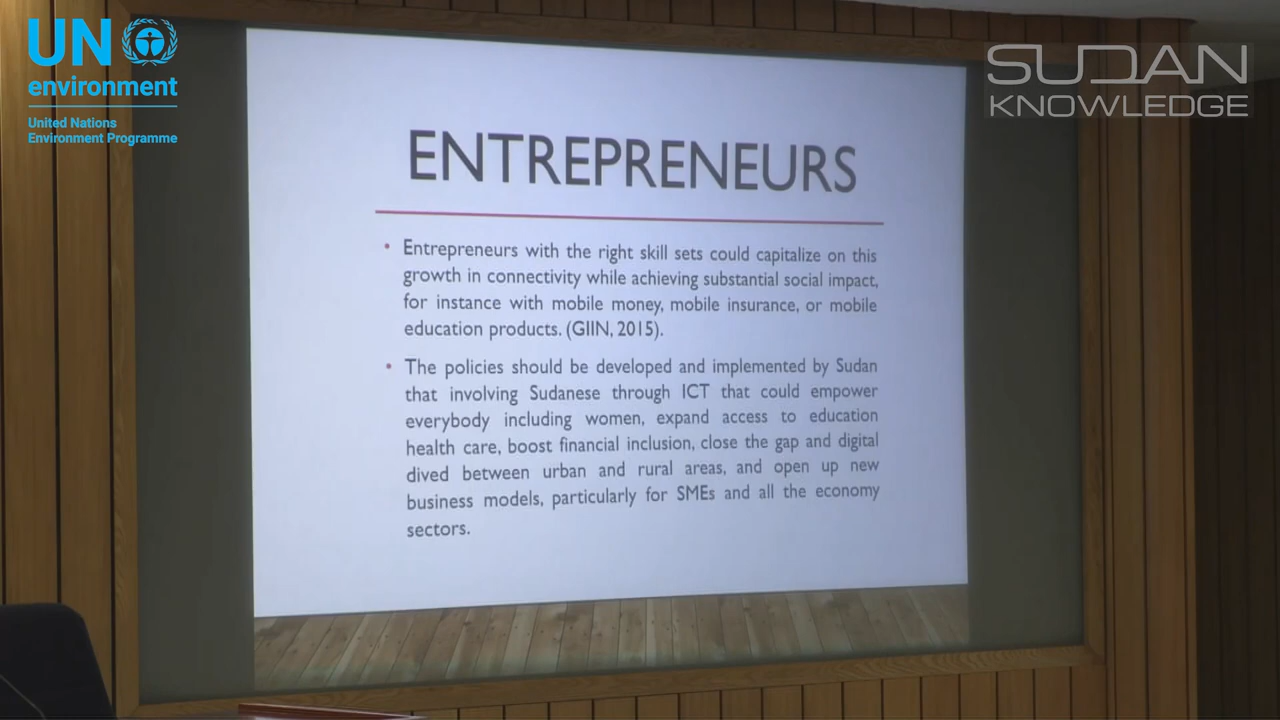 UN
environment
United Nations
Environment Programme
SUDAN
KNOWLEDGE
ENTREPRENEURS
• Entrepreneurs with the right skill sets could capitalize on this
growth in connectivity while achieving substantial social impact,
for instance with mobile money, mobile insurance, or mobile
education products. (GIIN, 2015).
• The policies should be developed and implemented by Sudan
that involving Sudanese through ICT that could empower
everybody including women, expand access to education
health care, boost financial inclusion, close the gap and digital
dived between urban and rural areas, and open up new
business models, particularly for SMEs and all the economy
sectors.